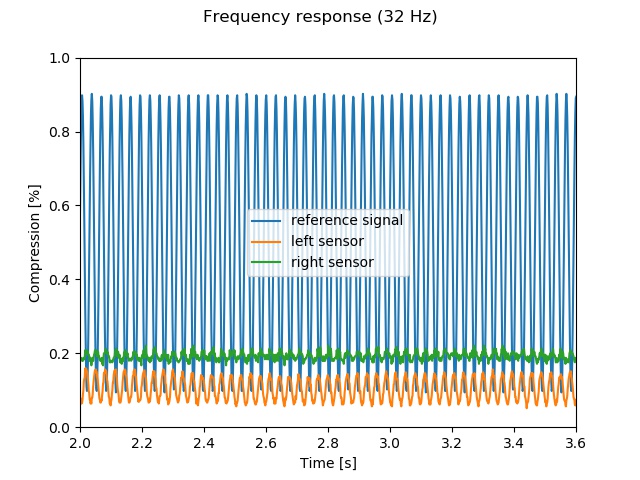 Frequency response (32 Hz)
1.0
0.8
0.6
0.4
0.2
0.0
Compression [%]
reference signal
left sensor
right sensor
2.0 2.2 2.4 2.6 2.8 3.0 3.2 3.4 3.6
Time [s]